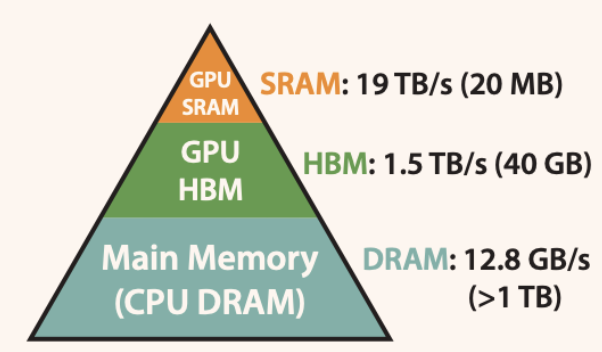 GPU
SRAM
SRAM: 19 TB/s (20 MB)
GPU
HBM
HBM: 1.5 TB/s (40 GB)
Main Memory
(CPU DRAM)
DRAM: 12.8 GB/s
(>1 TB)